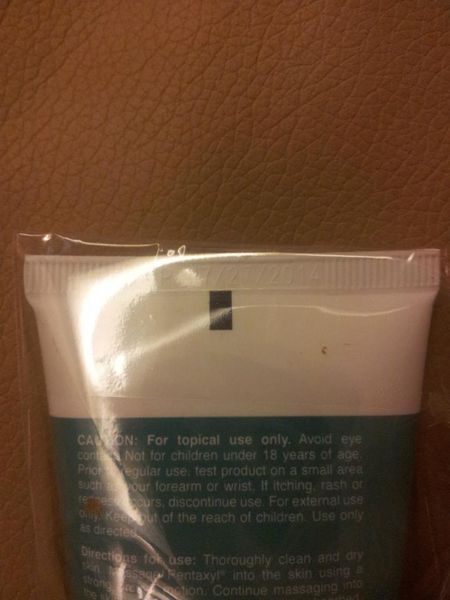 /27/2014
CAUTION: For topical use only. Avoid eye
contact. Not for children under 18 years of age.
Prior regular use, test product on a small area
such as your forearm or wrist. If itching, rash or
redness occurs, discontinue use. For external use
only. Keep out of the reach of children. Use only
as directed.
Directions for use: Thoroughly clean and dry
skin. Massage Pentaxyl® into the skin using a
strong motion. Continue massaging into
the